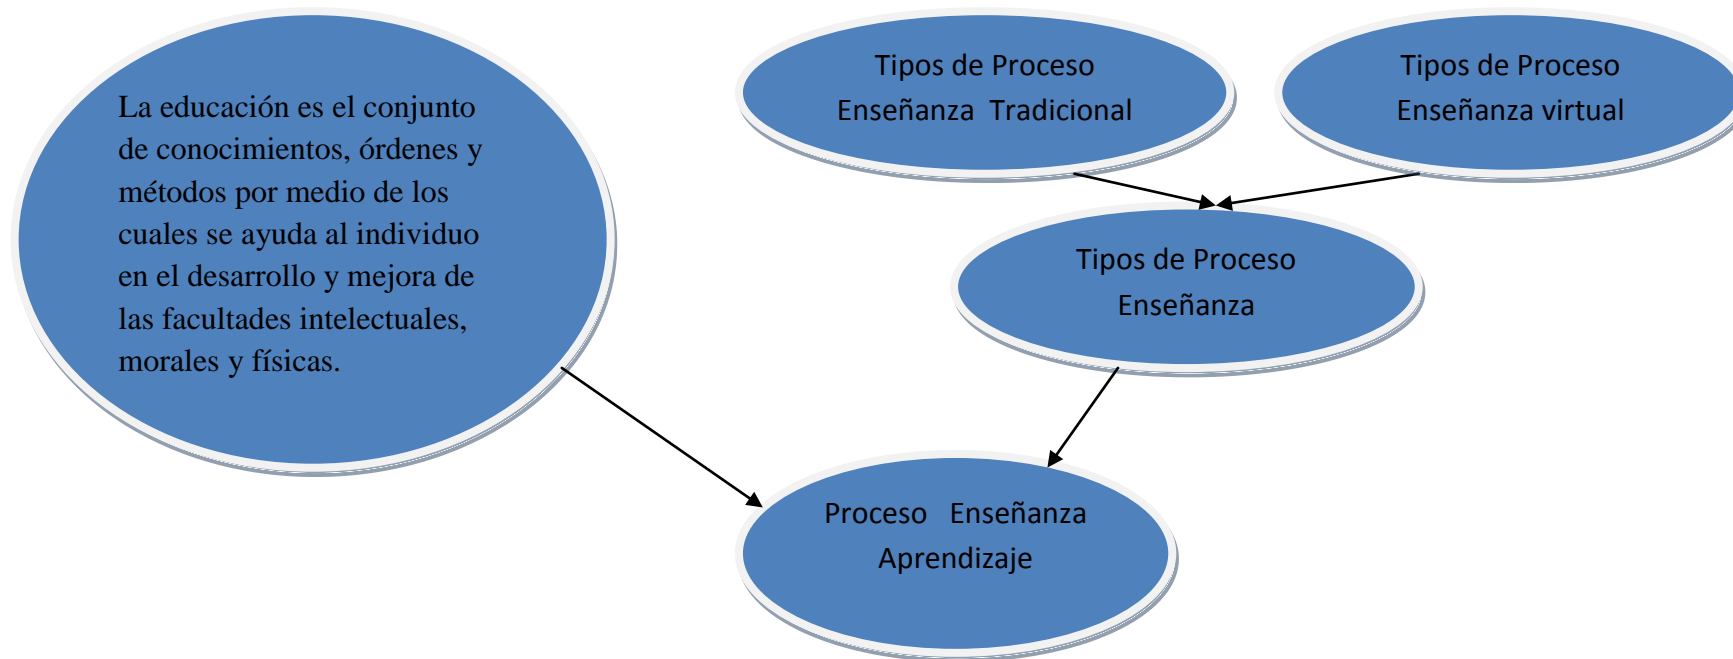 La educación es el conjunto
de conocimientos, órdenes y
métodos por medio de los
cuales se ayuda al individuo
en el desarrollo y mejora de
las facultades intelectuales,
morales y físicas.
Tipos de Proceso
Enseñanza Tradicional
Tipos de Proceso
Enseñanza virtual
Tipos de Proceso
Enseñanza
Proceso Enseñanza
Aprendizaje